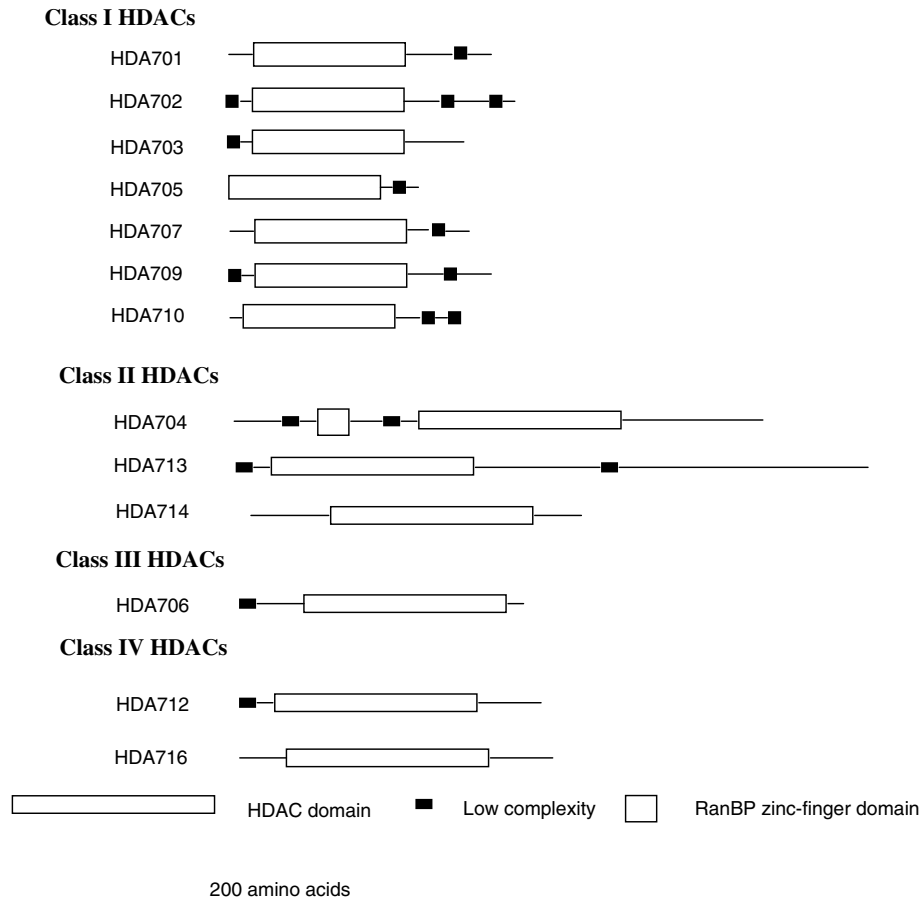 Class I HDACs
HDA701
HDA702
HDA703
HDA705
HDA707
HDA709
HDA710
Class II HDACs
HDA704
HDA713
HDA714
Class III HDACs
HDA706
Class IV HDACs
HDA712
HDA716
HDAC domain Low complexity RanBP zinc-finger domain
200 amino acids